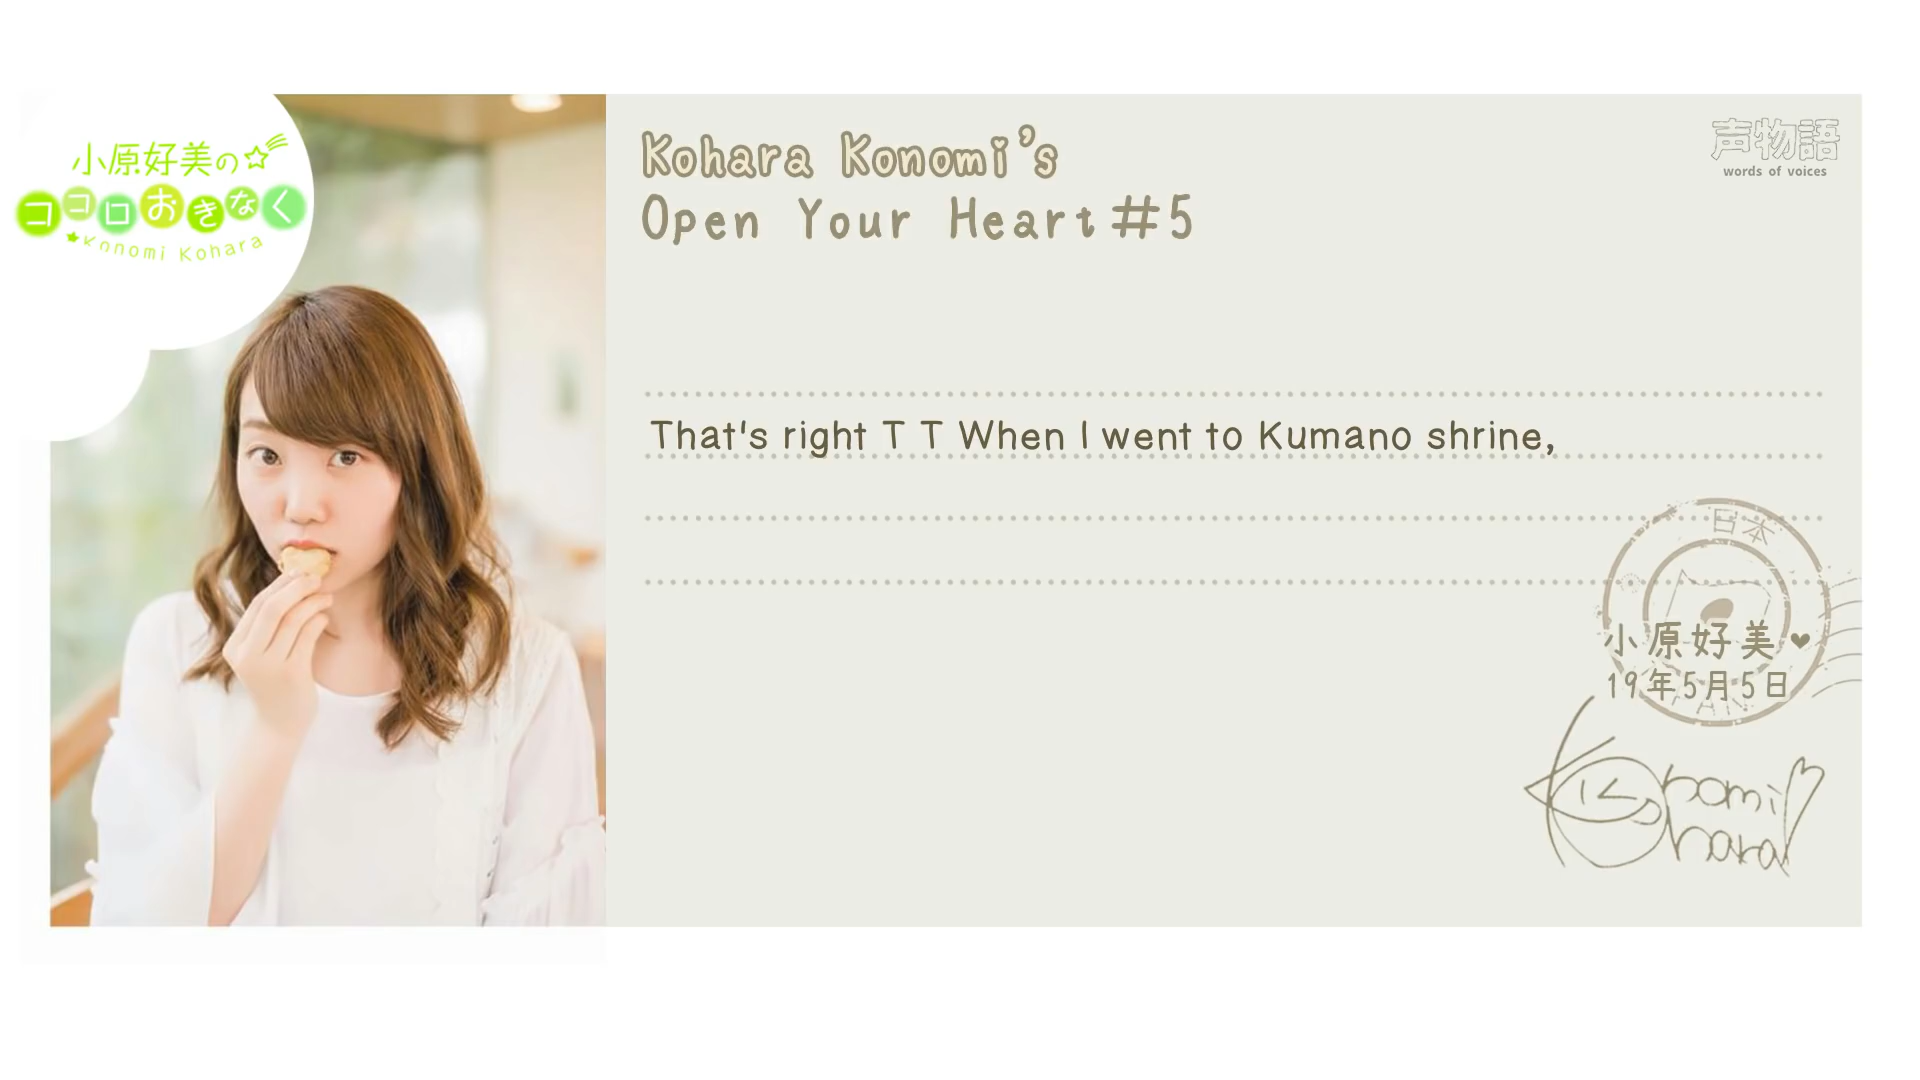 小原好美の☆
ココロおきなく
★Konomi Kohara
Kohara Konomi's
Open Your Heart#5
声物語
words of voices
That's right T T When I went to Kumano shrine,
日本
小原好美♥
19年5月5日
Konomi
Kohara